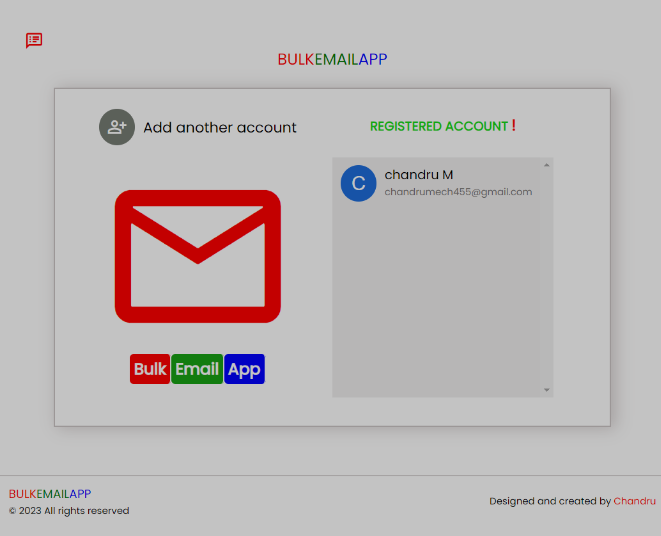 BULKEMAILAPP
Add another account
REGISTERED ACCOUNT !
C
chandru M
chandrumech455@gmail.com
Bulk Email App
BULKEMAILAPP
© 2023 All rights reserved
Designed and created by Chandru